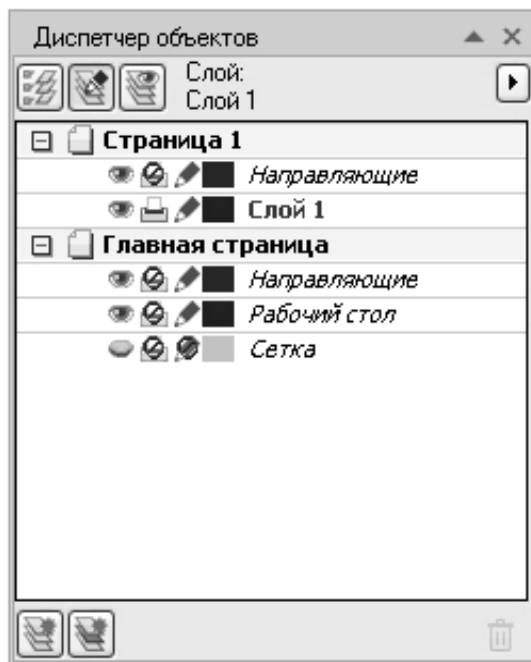 Диспетчер объектов
Слой:
Слой 1
Страница 1
Направляющие
Слой 1
Главная страница
Направляющие
Рабочий стол
Сетка